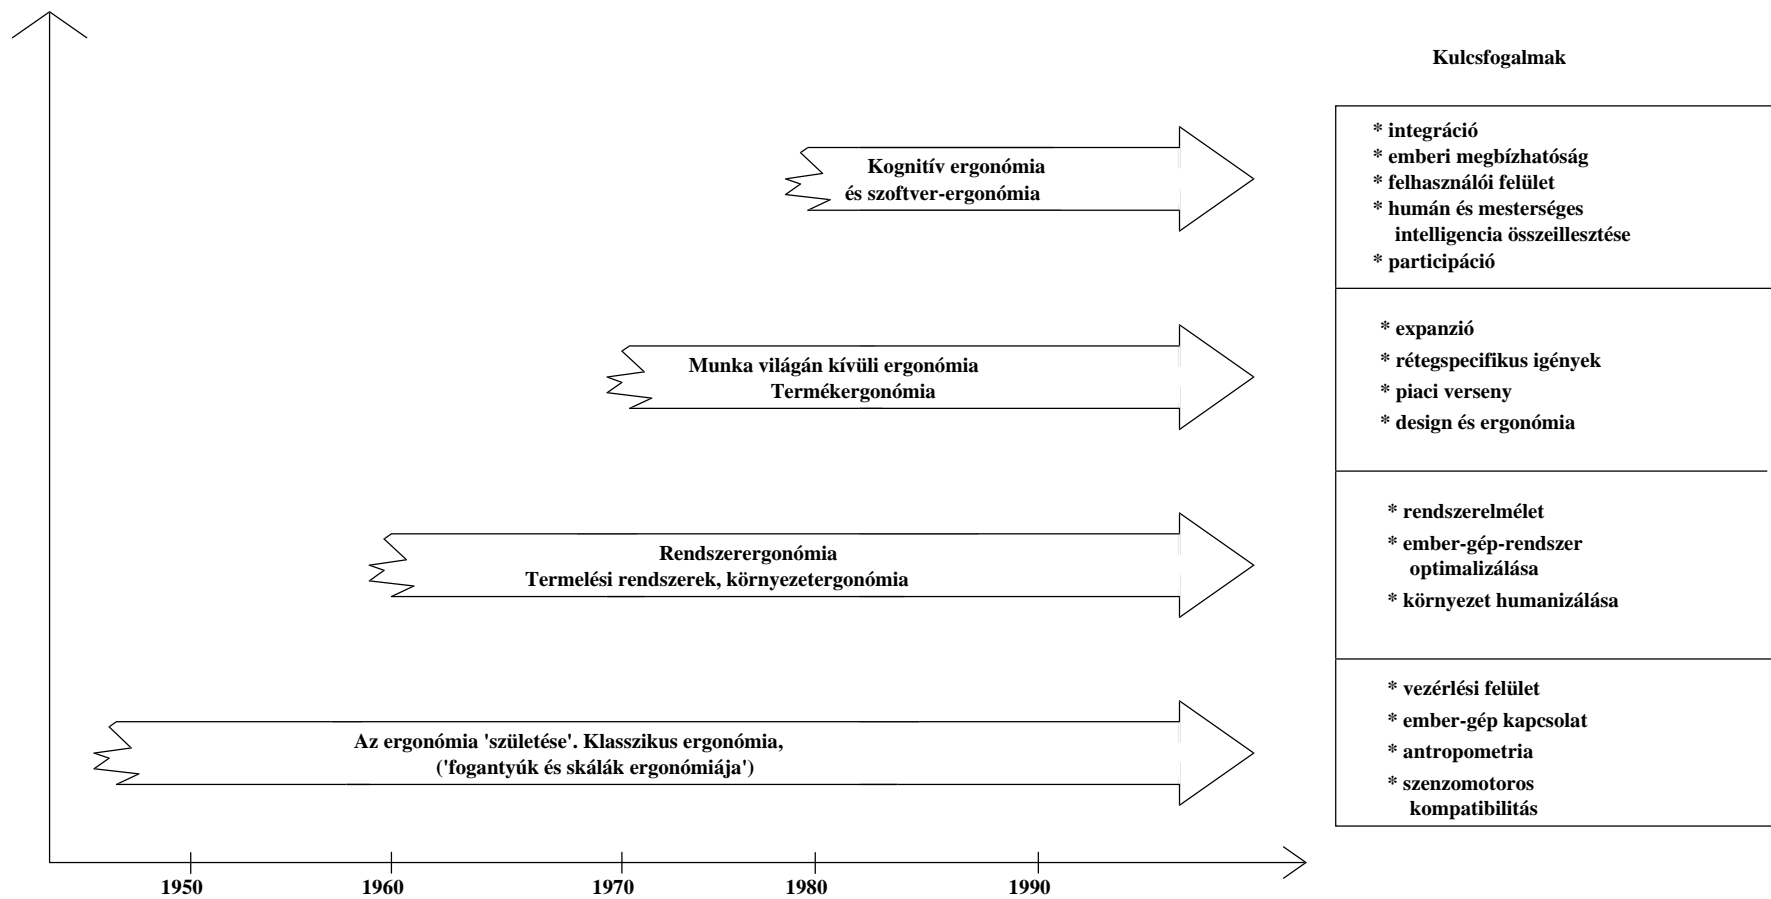 Kulcsfogalmak
Kognitív ergonómia
és szoftver-ergonómia
* integráció
* emberi megbízhatóság
* felhasználói felület
* humán és mesterséges
intelligencia összeillesztése
* participáció
Munka világán kívüli ergonómia
Termékergonómia
* expanzió
* rétegspecifikus igények
* piaci verseny
* design és ergonómia
Rendszerergonómia
Termelési rendszerek, környezetergonómia
* rendszerelmélet
* ember-gép-rendszer
optimalizálása
* környezet humanizálása
Az ergonómia 'születése'. Klasszikus ergonómia,
('fogantyúk és skálák ergonómiája')
* vezérlési felület
* ember-gép kapcsolat
* antropometria
* szenzomotoros
kompatibilitás
1950 1960 1970 1980 1990